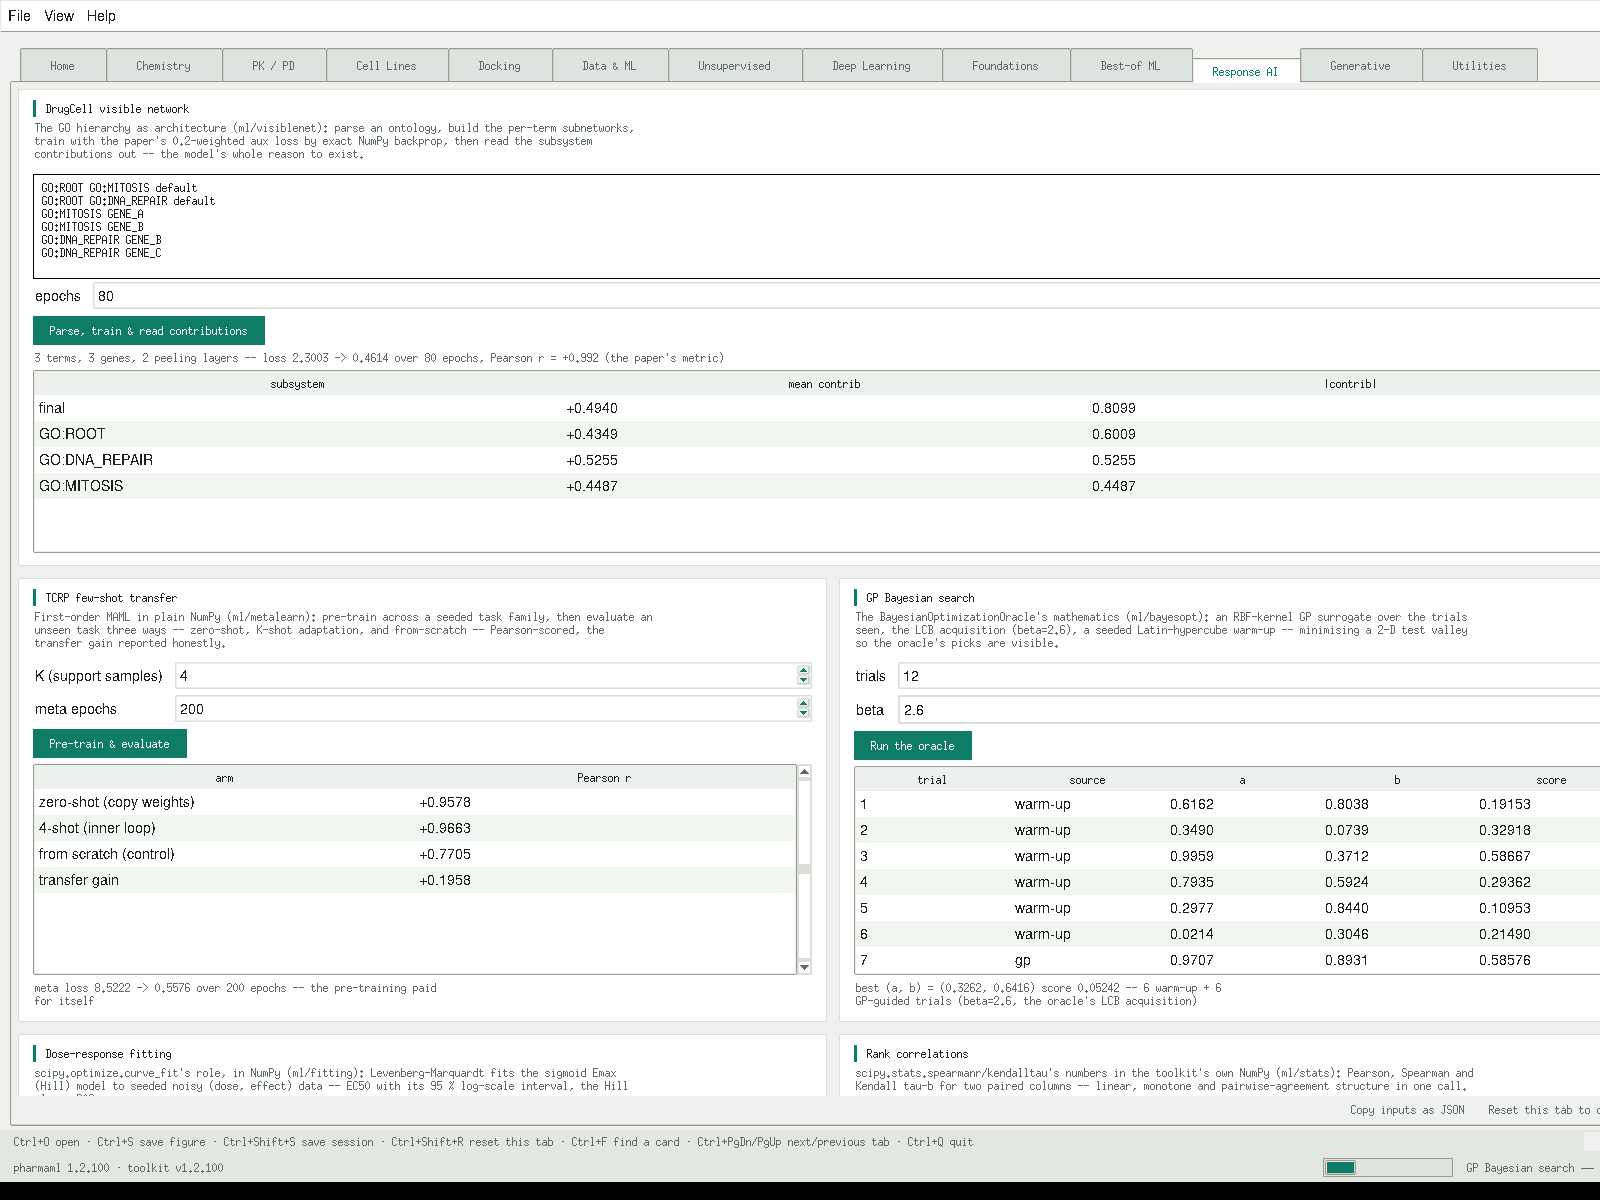 File View Help
Home Chemistry PK / PD Cell Lines Docking Data & ML Unsupervised Deep Learning Foundations Best-of ML Response AI Generative Utilities
DrugCell visible network
The GO hierarchy as architecture (ml/visiblenet): parse an ontology, build the per-term subnetworks,
train with the paper's 0.2-weighted aux loss by exact NumPy backprop, then read the subsystem
contributions out -- the model's whole reason to exist.
GO:ROOT GO:MITOSIS default
GO:ROOT GO:DNA_REPAIR default
GO:MITOSIS GENE_A
GO:MITOSIS GENE_B
GO:DNA_REPAIR GENE_B
GO:DNA_REPAIR GENE_C
epochs 80
Parse, train & read contributions
3 terms, 3 genes, 2 peeling layers -- loss 2.3003 -> 0.4614 over 80 epochs, Pearson r = +0.992 (the paper's metric)
subsystem mean contrib |contrib|
final +0.4940 0.8099
GO:ROOT +0.4349 0.6009
GO:DNA_REPAIR +0.5255 0.5255
GO:MITOSIS +0.4487 0.4487
TCRP few-shot transfer
First-order MAML in plain NumPy (ml/metalearn): pre-train across a seeded task family, then evaluate an
unseen task three ways -- zero-shot, K-shot adaptation, and from-scratch -- Pearson-scored, the
transfer gain reported honestly.
K (support samples) 4
meta epochs 200
Pre-train & evaluate
arm Pearson r
zero-shot (copy weights) +0.9578
4-shot (inner loop) +0.9663
from scratch (control) +0.7705
transfer gain +0.1958
meta loss 8.5222 -> 0.5576 over 200 epochs -- the pre-training paid
for itself
GP Bayesian search
The BayesianOptimizationOracle's mathematics (ml/bayesopt): an RBF-kernel GP surrogate over the trials
seen, the LCB acquisition (beta=2.6), a seeded Latin-hypercube warm-up -- minimising a 2-D test valley
so the oracle's picks are visible.
trials 12
beta 2.6
Run the oracle
trial source a b score
1 warm-up 0.6162 0.8038 0.19153
2 warm-up 0.3490 0.0739 0.32918
3 warm-up 0.9959 0.3712 0.58667
4 warm-up 0.7935 0.5924 0.29362
5 warm-up 0.2977 0.8440 0.10953
6 warm-up 0.0214 0.3046 0.21490
7 gp 0.9707 0.8931 0.58576
best (a, b) = (0.3262, 0.6416) score 0.05242 -- 6 warm-up + 6
GP-guided trials (beta=2.6, the oracle's LCB acquisition)
Dose-response fitting
scipy.optimize.curve_fit's role, in NumPy (ml/fitting): Levenberg-Marquardt fits the sigmoid Emax
(Hill) model to seeded noisy (dose, effect) data -- EC50 with its 95 % log-scale interval, the Hill
Rank correlations
scipy.stats.spearmanr/kendalltau's numbers in the toolkit's own NumPy (ml/stats): Pearson, Spearman and
Kendall tau-b for two paired columns -- linear, monotone and pairwise-agreement structure in one call.
Copy inputs as JSON Reset this tab to
Ctrl+O open · Ctrl+S save figure · Ctrl+Shift+S save session · Ctrl+Shift+R reset this tab · Ctrl+F find a card · Ctrl+PgDn/PgUp next/previous tab · Ctrl+Q quit
pharmaml 1.2.100 · toolkit v1.2.100
GP Bayesian search —